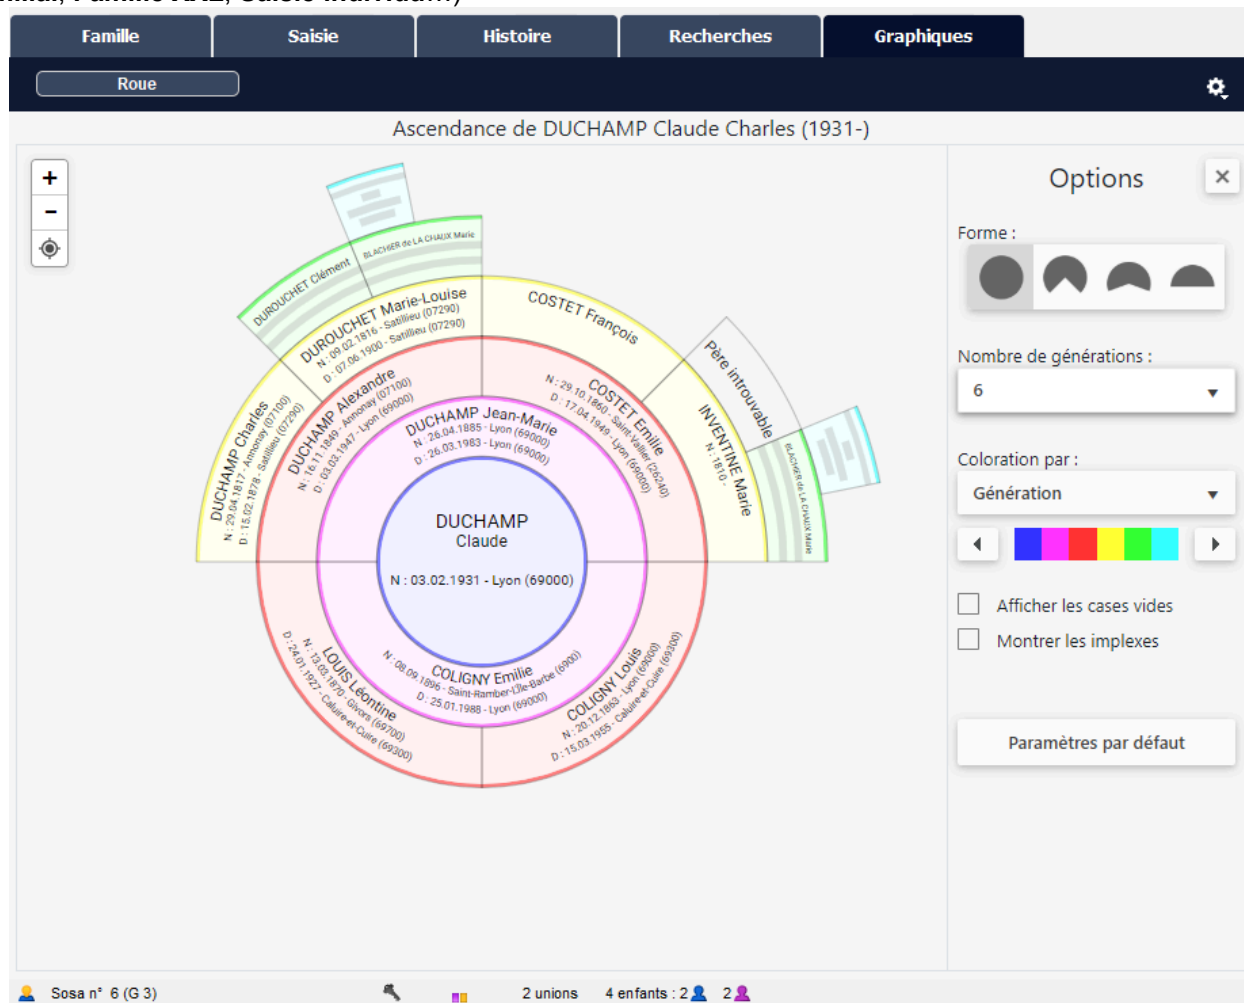 Famille Saisie Histoire Recherches Graphiques
Roue
Ascendance de DUCHAMP Claude Charles (1931-)
+
-
DUROUCHET Clément
BLACHIER de LA CHAUX Marie
DUCHAMP Charles
N : 29.04.1817 - Annonay (07100)
D : 15.02.1878 - Satillieu (07290)
DUROUCHET Marie-Louise
N : 09.02.1816 - Satillieu (07290)
D : 07.06.1900 - Satillieu (07290)
COSTET François
INVENTINE Marie
N : 1810 -
Père introuvable
BLACHIER de LA CHAUX Marie
DUCHAMP Alexandre
N : 16.11.1849 - Annonay (07100)
D : 03.03.1947 - Lyon (69000)
COSTET Emilie
N : 29.10.1860 - Saint-Vallier (26240)
D : 17.04.1949 - Lyon (69000)
DUCHAMP Jean-Marie
N : 26.04.1885 - Lyon (69000)
D : 26.03.1983 - Lyon (69000)
DUCHAMP
Claude
N : 03.02.1931 - Lyon (69000)
COLIGNY Emilie
N : 08.09.1896 - Saint-Ramber-L'Île-Barbe (6900)
D : 25.01.1988 - Lyon (69000)
LOUIS Léontine
N : 13.03.1870 - Givors (69700)
D : 24.01.1927 - Caluire-et-Cuire (69300)
COLIGNY Louis
N : 20.12.1863 - Lyon (69000)
D : 15.03.1955 - Caluire-et-Cuire (69300)
Options
Forme :
Nombre de générations :
6
Coloration par :
Génération
Afficher les cases vides
Montrer les implexes
Paramètres par défaut
Sosa n° 6 (G 3) 2 unions 4 enfants : 2 2